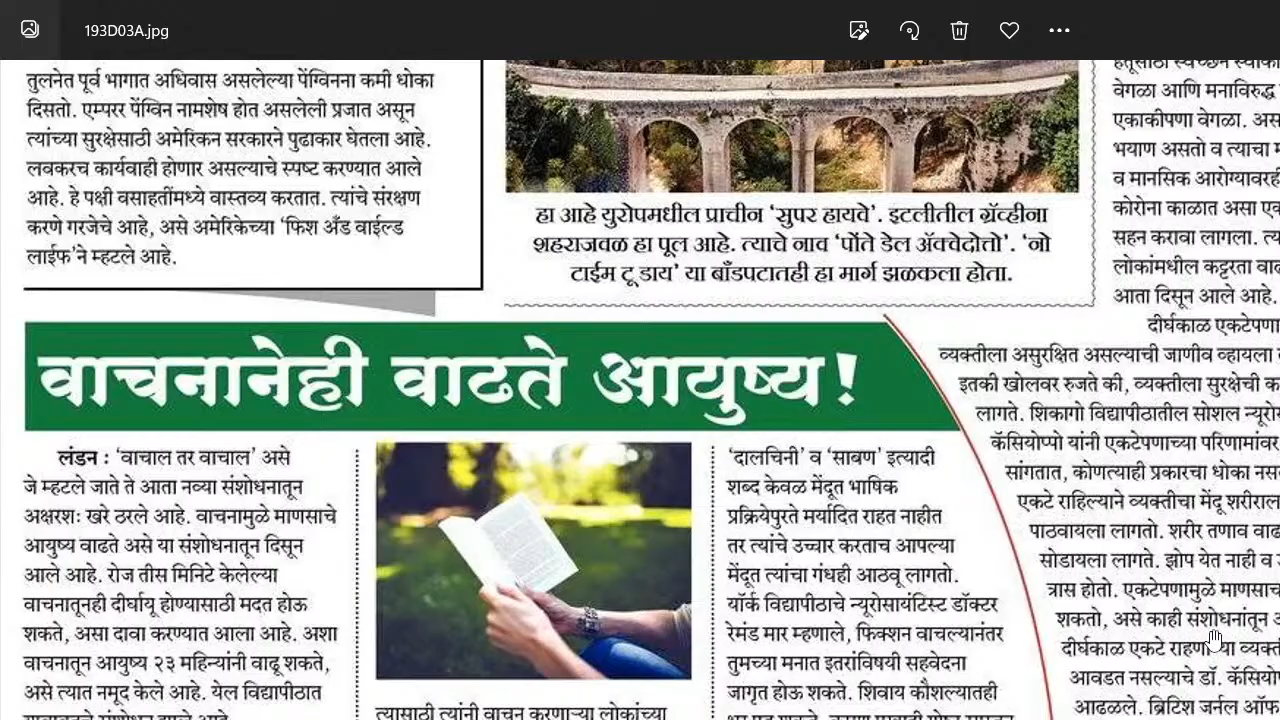 193D03A.jpg
तुलनेत पूर्व भागात अधिवास असलेल्या पेंग्विनना कमी धोका
दिसतो. एम्परर पेंग्विन नामशेष होत असलेली प्रजात असून
त्यांच्या सुरक्षेसाठी अमेरिकन सरकारने पुढाकार घेतला आहे.
लवकरच कार्यवाही होणार असल्याचे स्पष्ट करण्यात आले
आहे. हे पक्षी वसाहतींमध्ये वास्तव्य करतात. त्यांचे संरक्षण
करणे गरजेचे आहे, असे अमेरिकेच्या ‘फिश अँड वाईल्ड
लाईफ’ने म्हटले आहे.
हा आहे युरोपमधील प्राचीन ‘सुपर हायवे’. इटलीतील ग्रॅव्हीना
शहराजवळ हा पूल आहे. त्याचे नाव ‘पोंते डेल ॲक्वेदोत्तो’. ‘नो
टाईम टू डाय’ या बाँडपटातही हा मार्ग झळकला होता.
वाचनानेही वाढते आयुष्य!
लंडन : ‘वाचाल तर वाचाल’ असे
जे म्हटले जाते ते आता नव्या संशोधनातून
अक्षरशः खरे ठरले आहे. वाचनामुळे माणसाचे
आयुष्य वाढते असे या संशोधनातून दिसून
आले आहे. रोज तीस मिनिटे केलेल्या
वाचनातूनही दीर्घायू होण्यासाठी मदत होऊ
शकते, असा दावा करण्यात आला आहे. अशा
वाचनातून आयुष्य २३ महिन्यांनी वाढू शकते,
असे त्यात नमूद केले आहे. येल विद्यापीठात
त्यासाठी त्यांनी वाचन करणाऱ्या लोकांच्या
‘दालचिनी’ व ‘साबण’ इत्यादी
शब्द केवळ मेंदूत भाषिक
प्रक्रियेपुरते मर्यादित राहत नाहीत
तर त्यांचे उच्चार करताच आपल्या
मेंदूत त्यांचा गंधही आठवू लागतो.
यॉर्क विद्यापीठाचे न्यूरोसायंटिस्ट डॉक्टर
रेमंड मार म्हणाले, फिक्शन वाचल्यानंतर
तुमच्या मनात इतरांविषयी सहवेदना
जागृत होऊ शकते. शिवाय कौशल्यातही
वेगळा आणि मनाविरुद्ध
एकाकीपणा वेगळा.
भयाण असतो व त्याचा
व मानसिक
कोरोना काळात असा
सहन करावा लागला.
लोकांमधील कट्टरता
आता दिसून आले आहे.
दीर्घकाळ एकटेपणा
व्यक्तीला असुरक्षित असल्याची जाणीव व्हायला
इतकी खोलवर रुजते की, व्यक्तीला सुरक्षेची
लागते. शिकागो विद्यापीठातील सोशल
कॅसियोप्पो यांनी एकटेपणाच्या
सांगतात, कोणत्याही प्रकारचा धोका
एकटे राहिल्याने व्यक्तीचा मेंदू
पाठवायला लागतो. शरीर तणाव
सोडायला लागते. झोप येत नाही व
त्रास होतो. एकटेपणामुळे
शकतो, असे काही संशोधनांतून
दीर्घकाळ एकटे
आवडत नसल्याचे डॉ.
आढळले. ब्रिटिश जर्नल